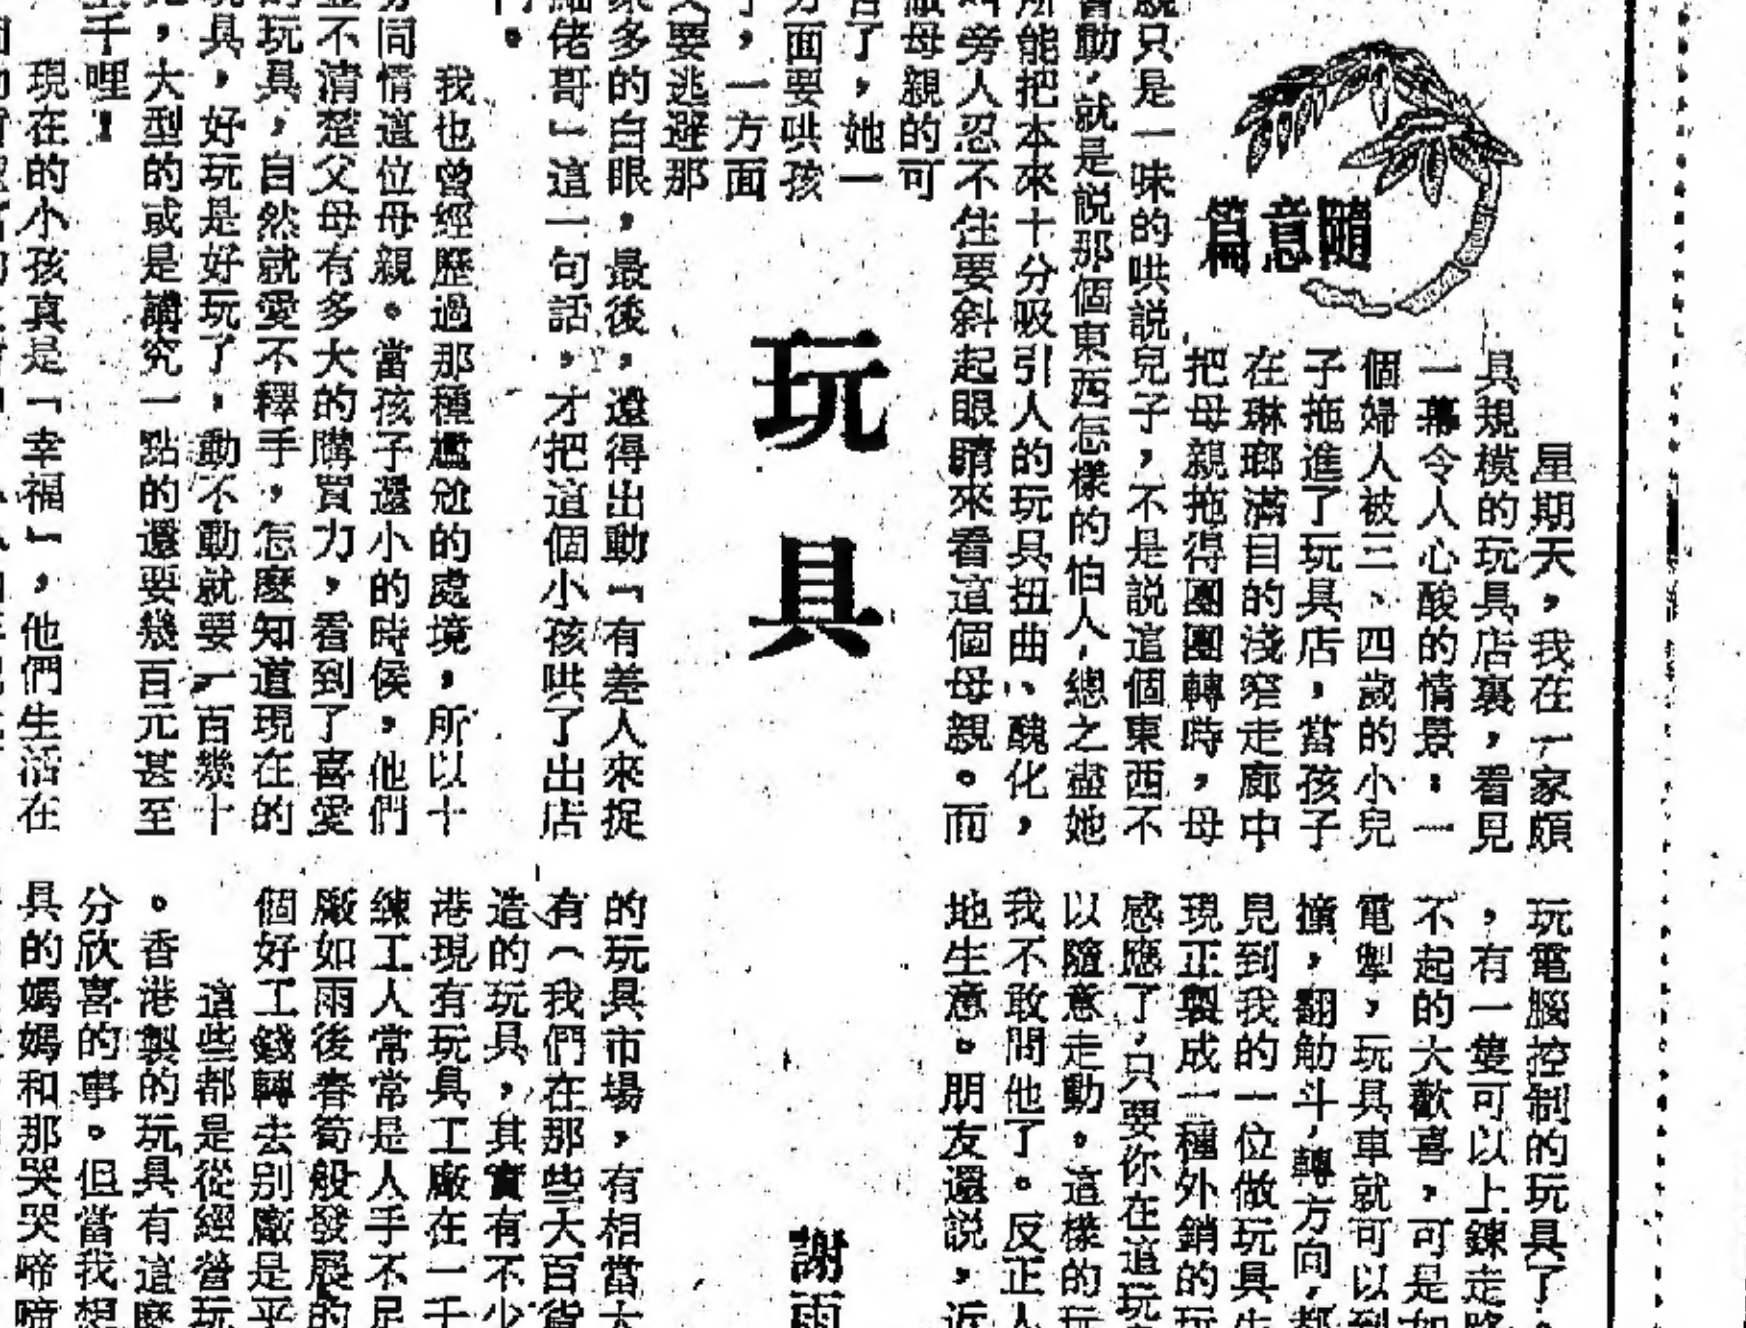 隨意篇
玩具
謝雨
星期天，我在一家頗
具規模的玩具店裏，看見
一幕令人心酸的情景：一
個婦人被三、四歲的小兒
子拖進了玩具店，當孩子
在琳瑯滿目的淺窄走廊中
把母親拖得團團轉時，母
說只是一味的哄説兒子，不是説這個東西不
會動，就是説那個東西怎樣的怕人，總之盡她
所能把本來十分吸引人的玩具扭曲、醜化，
叫旁人忍不住要斜起眼睛來看這個母親。而
做母親的可
苦了，她一
方面要哄孩
子，一方面
又要逃避那
眾多的白眼，最後，還得出動「有差人來捉
細佬哥」這一句話，才把這個小孩哄了出店
門。
我也曾經歷過那種尷尬的處境，所以十
分同情這位母親。當孩子還小的時侯，他們
並不清楚父母有多大的購買力，看到了喜愛
的玩具，自然就愛不釋手，怎麼知道現在的
玩具，好玩是好玩了，動不動就要一百幾十
元，大型的或是講究一點的還要幾百元甚至
千哩！
現在的小孩真是「幸福」，他們生活在
玩電腦控制的玩具了。
，有一隻可以上鍊走路
不起的大歡喜，可是如
電掣，玩具車就可以到
撞，翻觔斗，轉方向，都
見到我的一位做玩具生
現正製成一種外銷的玩
感應了，只要你在這玩
以隨意走動。這樣的玩
我不敢問他了。反正人
地生意。朋友還説，近
的玩具市場，有相當大
有（我們在那些大百貨
造的玩具，其實有不少
港現有玩具工廠在一千
練工人常常是人手不足
廠如雨後春筍般發展的
個好工錢轉去别廠是平
這些都是從經營玩
。香港製的玩具有這麼
分欣喜的事。但當我想
具的媽媽和那哭哭啼啼